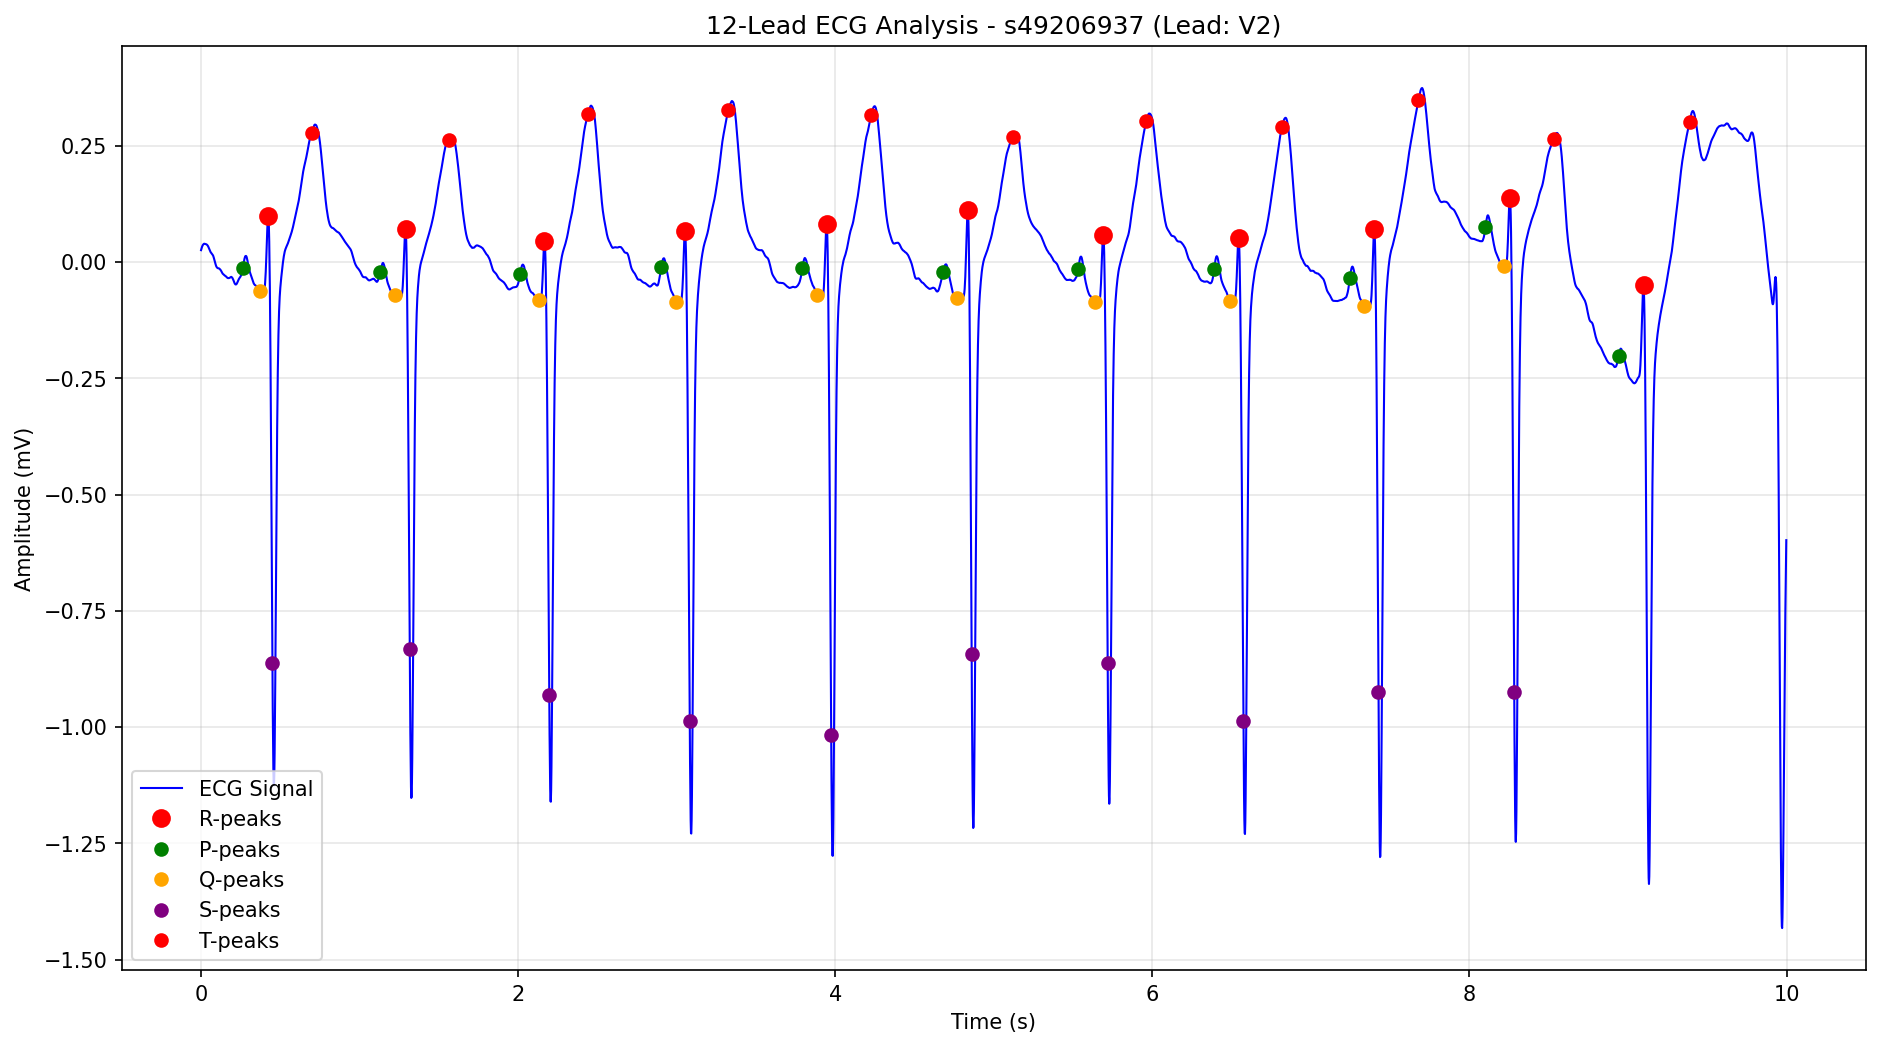 12-Lead ECG Analysis - s49206937 (Lead: V2)
Amplitude (mV)
0.25
0.00
−0.25
−0.50
−0.75
−1.00
−1.25
−1.50
ECG Signal
R-peaks
P-peaks
Q-peaks
S-peaks
T-peaks
0 2 4 6 8 10
Time (s)